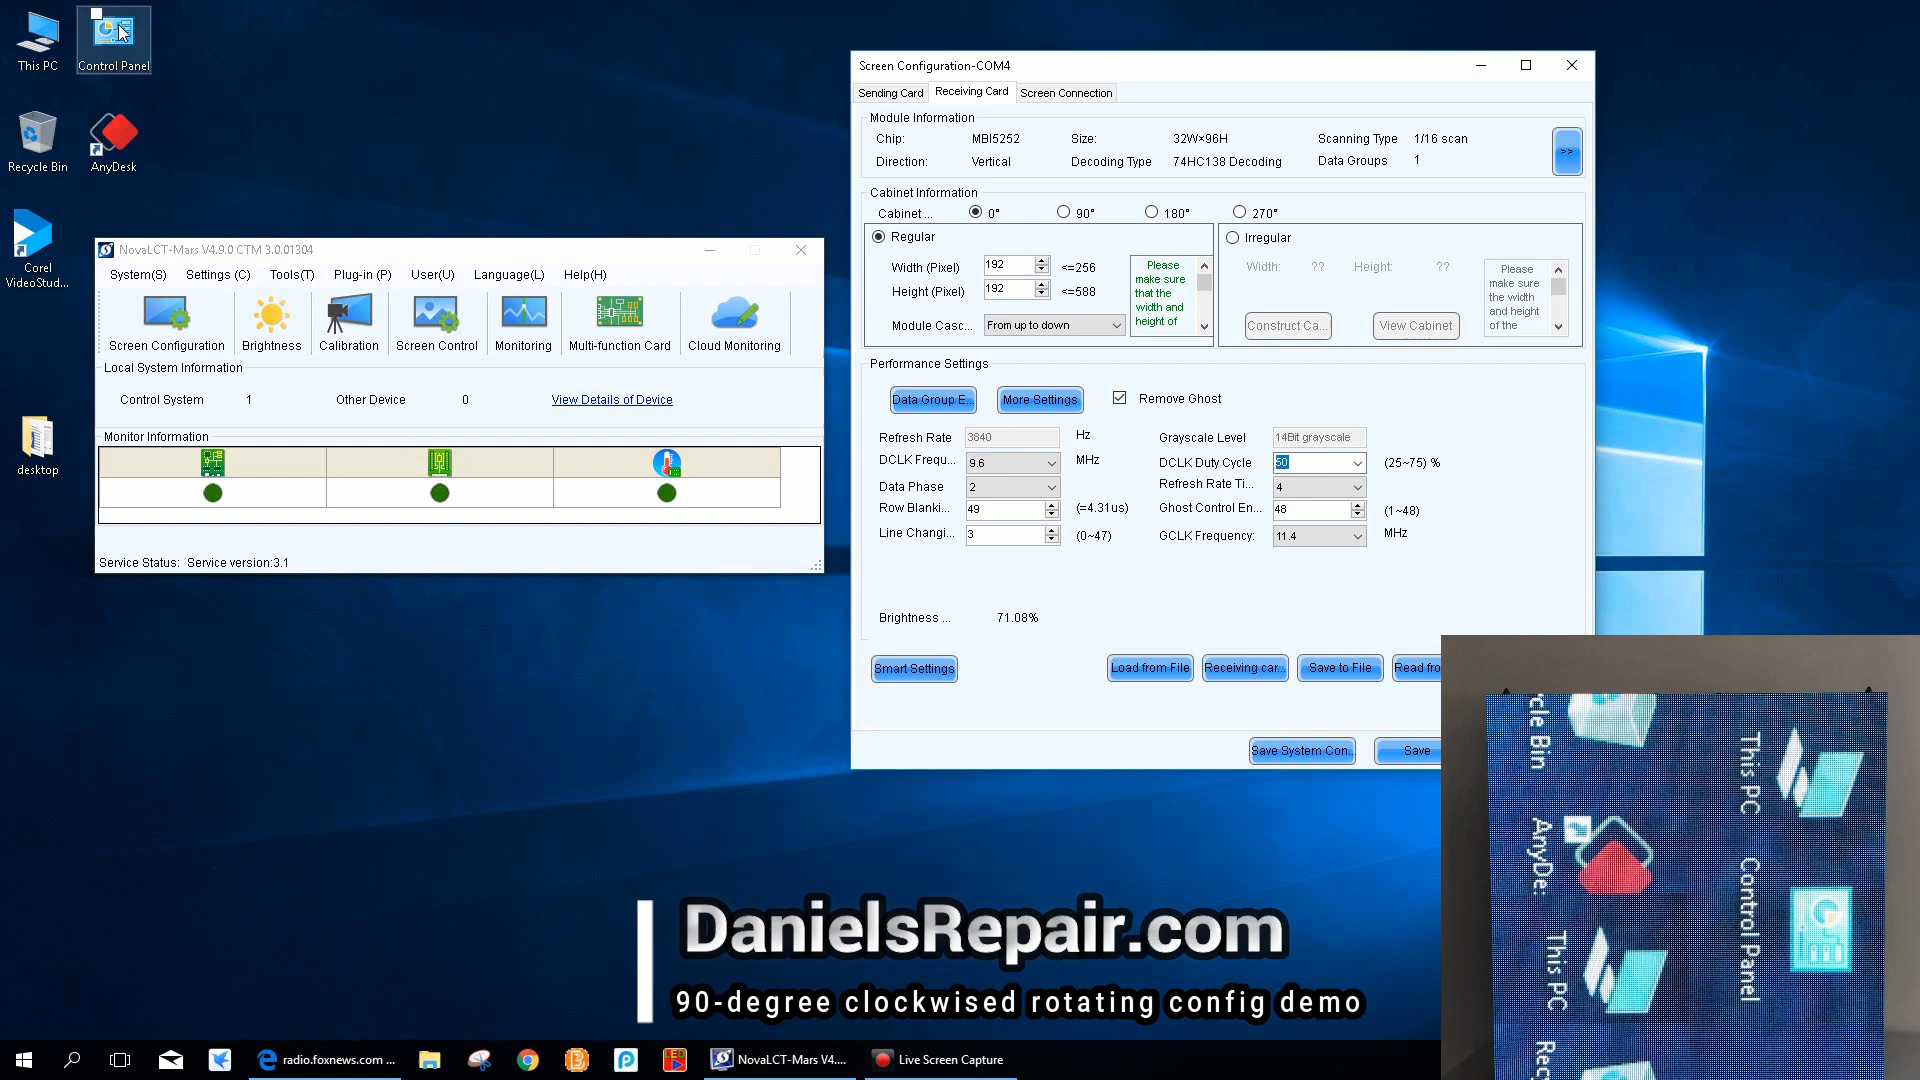 This PC
Control Panel
Recycle Bin
AnyDesk
Corel
VideoStud...
desktop
NovaLCT-Mars V4.9.0 CTM 3.0.01304
System(S) Settings (C) Tools(T) Plug-in (P) User(U) Language(L) Help(H)
Screen Configuration Brightness Calibration Screen Control Monitoring Multi-function Card Cloud Monitoring
Local System Information
Control System 1 Other Device 0 View Details of Device
Monitor Information
Service Status: Service version:3.1
Screen Configuration-COM4
Sending Card Receiving Card Screen Connection
Module Information
Chip: MBI5252 Size: 32W×96H Scanning Type 1/16 scan
Direction: Vertical Decoding Type 74HC138 Decoding Data Groups 1
>>
Cabinet Information
Cabinet ... 0° 90° 180° 270°
Regular
Width (Pixel) 192 <=256
Height (Pixel) 192 <=588
Module Casc... From up to down
Please
make sure
that the
width and
height of
Irregular
Width: ?? Height: ??
Please
make sure
the width
and height
of the
Construct Ca... View Cabinet
Performance Settings
Data Group E... More Settings Remove Ghost
Refresh Rate 3840 Hz Grayscale Level 14Bit grayscale
DCLK Frequ... 9.6 MHz DCLK Duty Cycle 50 (25~75) %
Data Phase 2 Refresh Rate Ti... 4
Row Blanki... 49 (=4.31us) Ghost Control En... 48 (1~48)
Line Changi... 3 (0~47) GCLK Frequency: 11.4 MHz
Brightness ... 71.08%
Smart Settings Load from File Receiving car... Save to File Read fro
Save System Con... Save
DanielsRepair.com
90-degree clockwised rotating config demo
This PC
Control Panel
cle Bin
AnyDe:
This PC
Rec
radio.foxnews.com ...
LED
NovaLCT-Mars V4....
Live Screen Capture